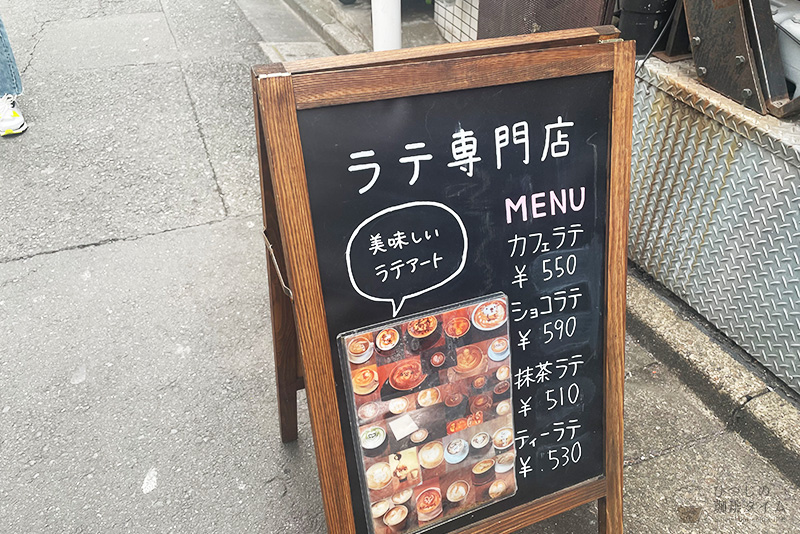 ラテ専門店
美味しい
ラテアート
MENU
カフェラテ
¥ 550
ショコラテ
¥ 590
抹茶ラテ
¥ 510
ティーラテ
¥ 530